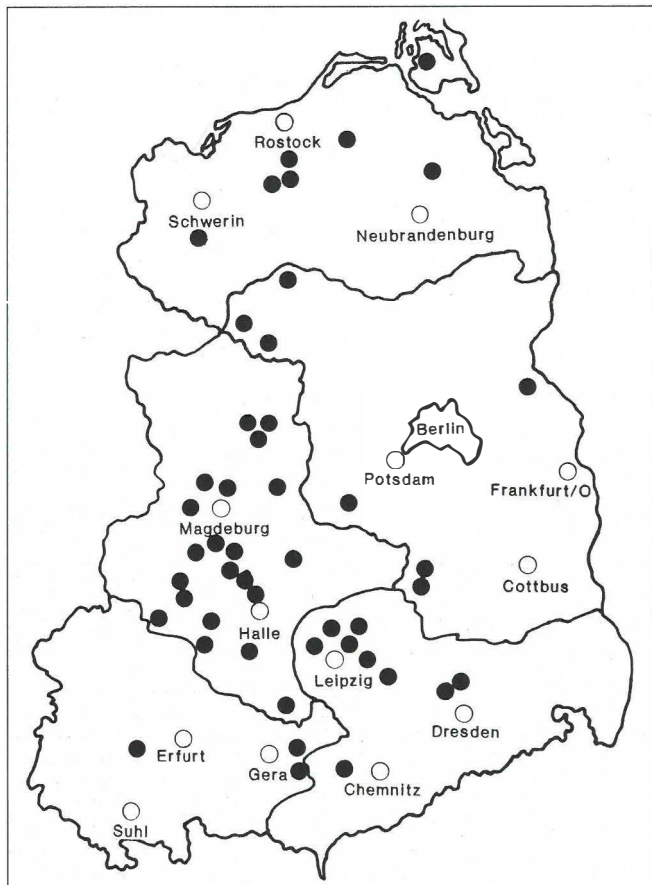 Rostock
Schwerin
Neubrandenburg
Berlin
Potsdam
Frankfurt/O
Magdeburg
Cottbus
Halle
Leipzig
Dresden
Erfurt
Gera
Chemnitz
Suhl